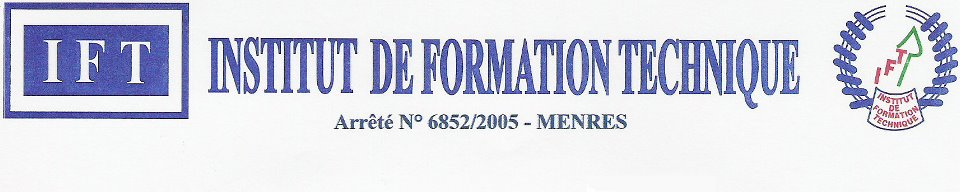 IFT
INSTITUT DE FORMATION TECHNIQUE
Arrêté N° 6852/2005 - MENRES
IFT
INSTITUT
DE
FORMATION
TECHNIQUE